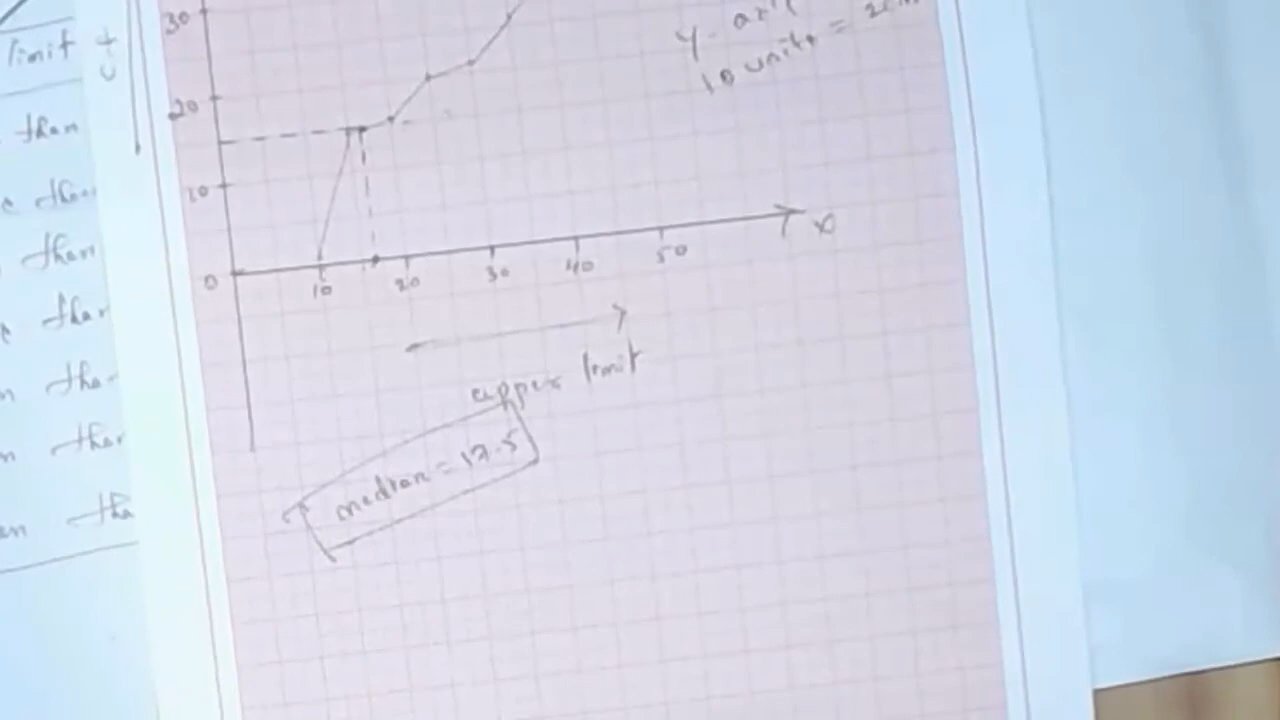 limit
than
than
than
than
than
than
than
30
20
10
0
10 20 30 40 50
X
Y-axis
10 units =
upper limit
median = 17.5